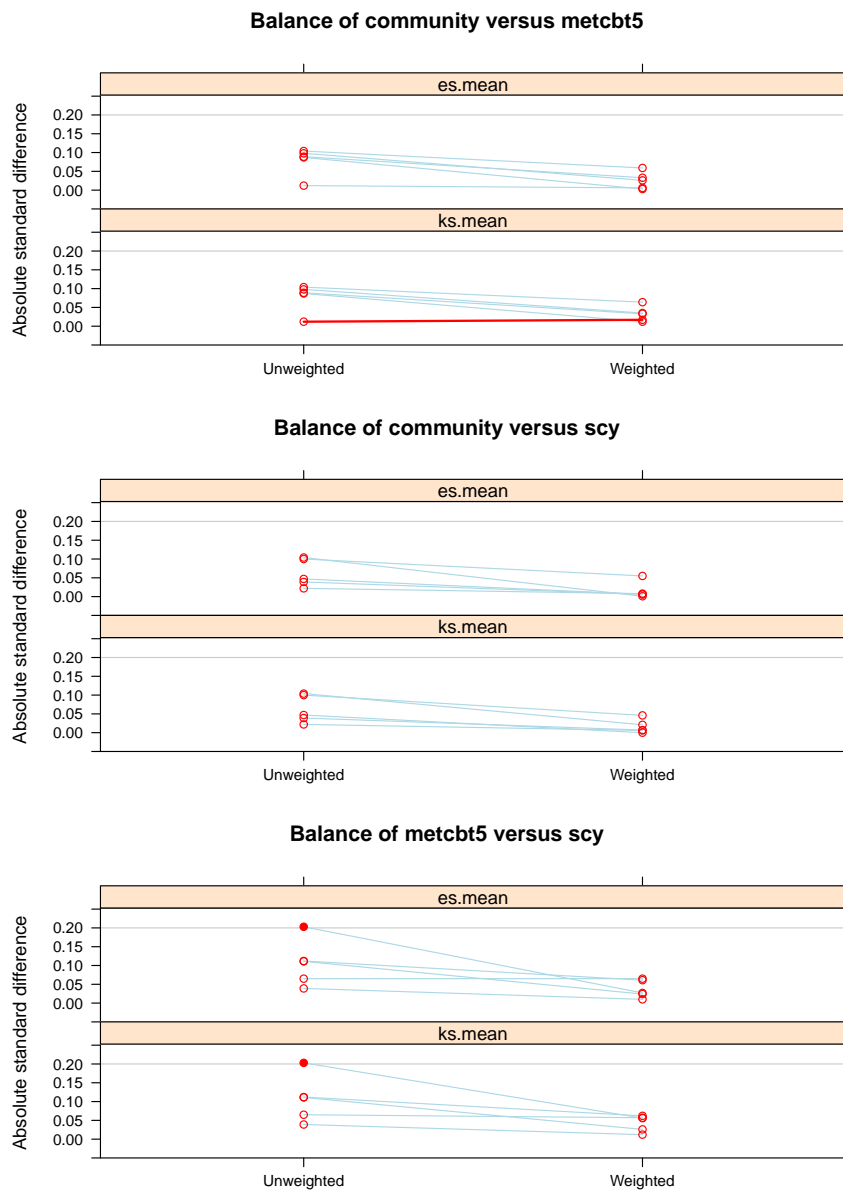 Balance of community versus metcbt5
es.mean
0.20
0.15
0.10
0.05
0.00
ks.mean
0.20
0.15
0.10
0.05
0.00
Absolute standard difference
Unweighted Weighted
Balance of community versus scy
es.mean
0.20
0.15
0.10
0.05
0.00
ks.mean
0.20
0.15
0.10
0.05
0.00
Absolute standard difference
Unweighted Weighted
Balance of metcbt5 versus scy
es.mean
0.20
0.15
0.10
0.05
0.00
ks.mean
0.20
0.15
0.10
0.05
0.00
Absolute standard difference
Unweighted Weighted